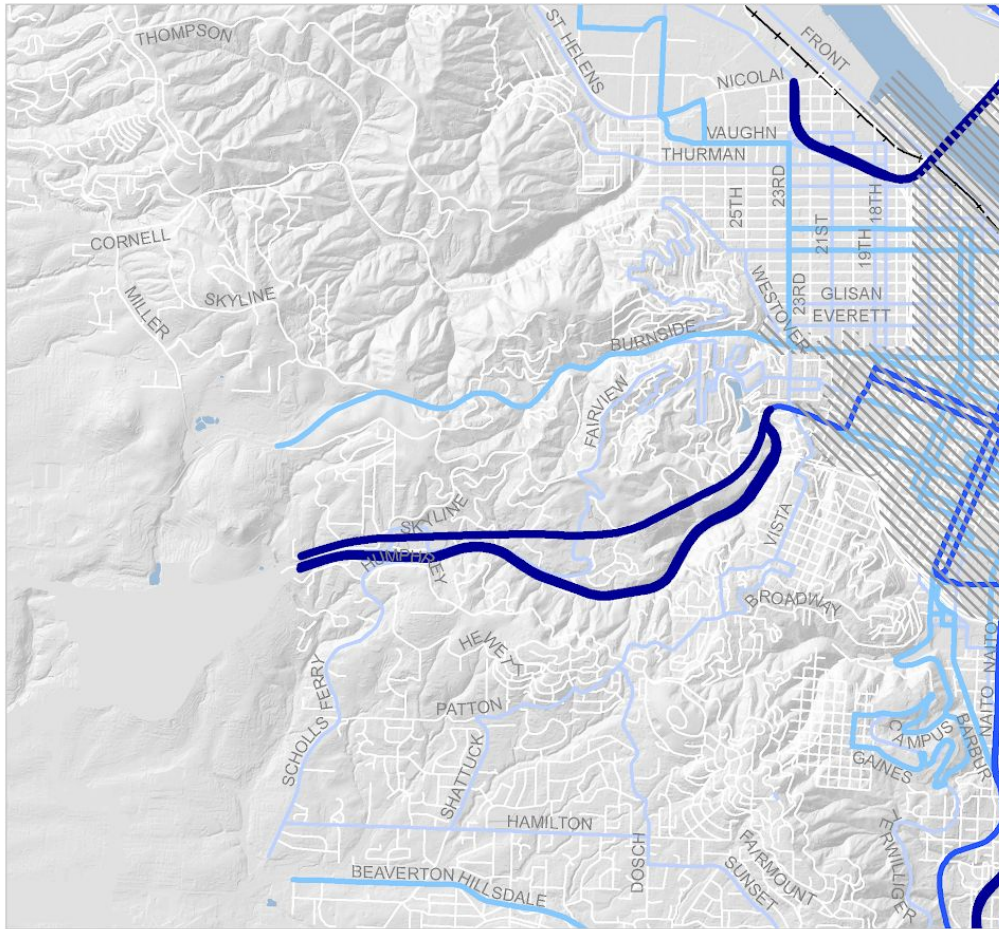 THOMPSON
ST HELENS
FRONT
NICOLAI
VAUGHN
THURMAN
25TH
23RD
21ST
19TH
18TH
CORNELL
MILLER
SKYLINE
WESTOVER
23RD
GLISAN
EVERETT
BURNSIDE
FAIRVIEW
SKYLINE
HUMPHREY
VISTA
BROADWAY
HEWETT
SCHOLLS FERRY
PATTON
SHATTUCK
NAITO
NAITO
CAMPUS
BARBUR
GAINES
HAMILTON
DOSCH
FAIRMOUNT
SUNSET
TERWILLIGER
BEAVERTON HILLSDALE